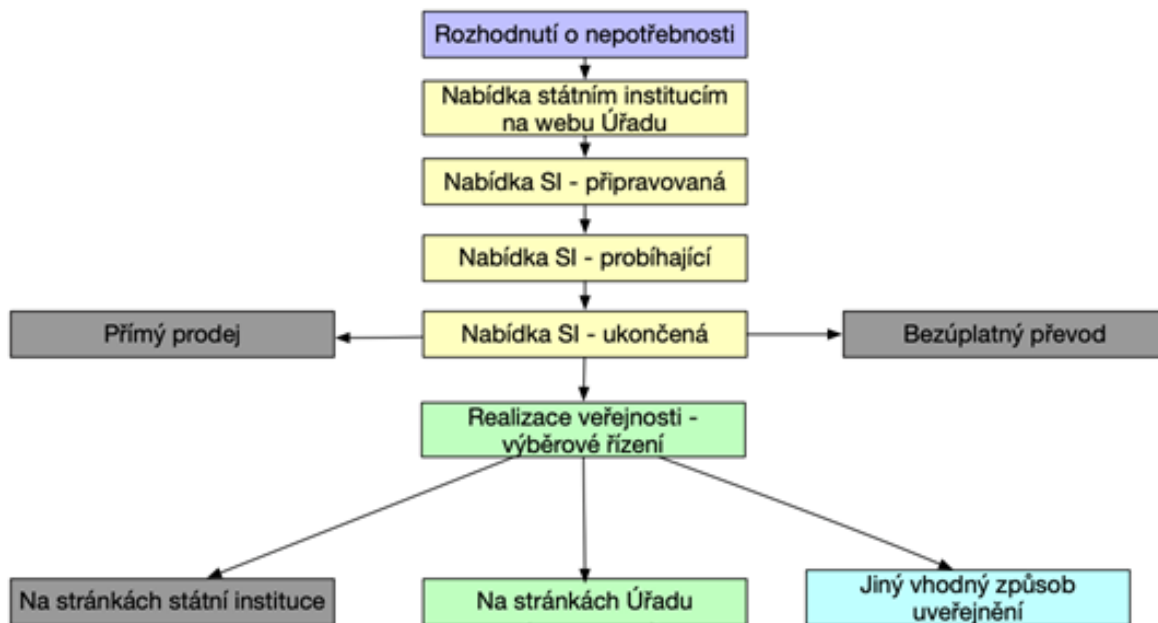 Rozhodnutí o nepotřebnosti
Nabídka státním institucím
na webu Úřadu
Nabídka SI - připravovaná
Nabídka SI - probíhající
Přímý prodej
Nabídka SI - ukončená
Bezúplatný převod
Realizace veřejnosti -
výběrové řízení
Na stránkách státní instituce
Na stránkách Úřadu
Jiný vhodný způsob
uveřejnění